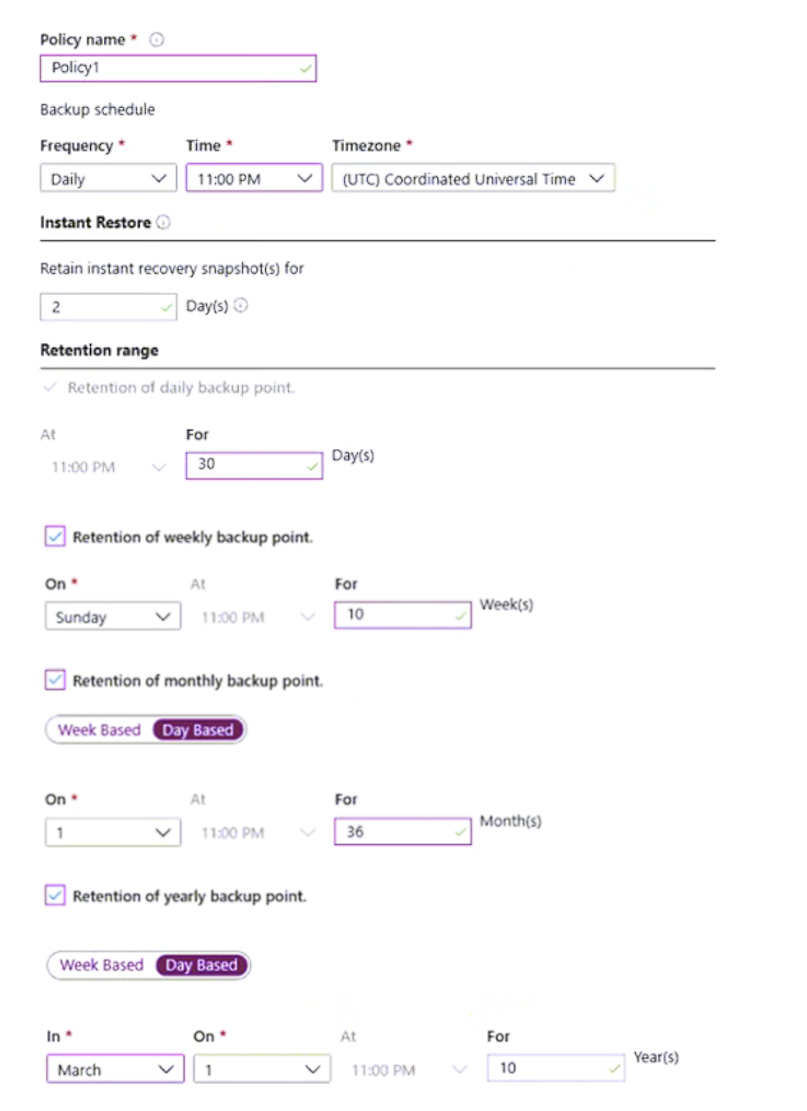 Policy name *
Policy1
Backup schedule
Frequency * Time * Timezone *
Daily 11:00 PM (UTC) Coordinated Universal Time
Instant Restore
Retain instant recovery snapshot(s) for
2 Day(s)
Retention range
Retention of daily backup point.
At For
11:00 PM 30 Day(s)
Retention of weekly backup point.
On * At For
Sunday 11:00 PM 10 Week(s)
Retention of monthly backup point.
Week Based Day Based
On * At For
1 11:00 PM 36 Month(s)
Retention of yearly backup point.
Week Based Day Based
In * On * At For
March 1 11:00 PM 10 Year(s)